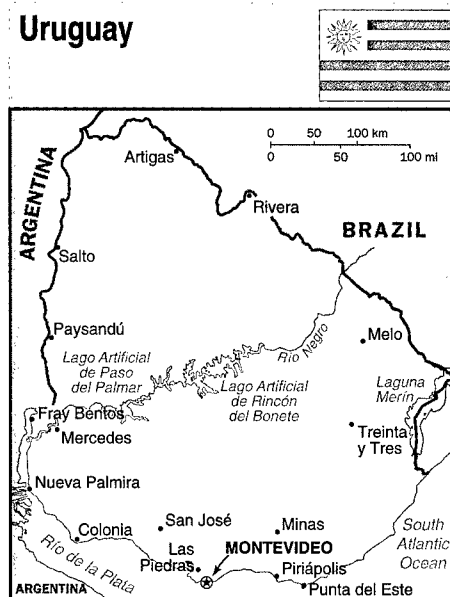 Uruguay
0 50 100 km
0 50 100 mi
Artigas
ARGENTINA
Rivera
BRAZIL
Salto
Paysandú
Melo
Río Negro
Lago Artificial
de Paso
del Palmar
Lago Artificial
de Rincón
del Bonete
Laguna
Merín
Fray Bentos
Mercedes
Treinta
y Tres
Nueva Palmira
San José
Minas
Colonia
South
Atlantic
Ocean
Las
Piedras
MONTEVIDEO
Río de la Plata
Piriápolis
Punta del Este
ARGENTINA